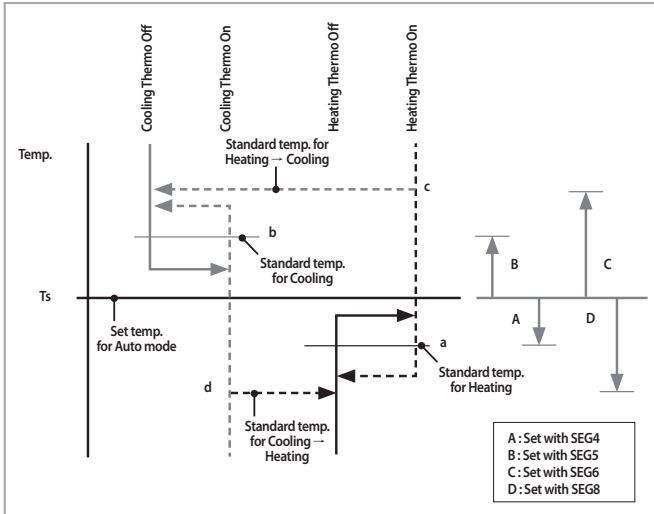 Cooling Thermo Off
Cooling Thermo On
Heating Thermo Off
Heating Thermo On
Temp.
Standard temp. for
Heating → Cooling
c
b
Standard temp.
for Cooling
B
C
Ts
Set temp.
for Auto mode
A
D
a
Standard temp.
for Heating
d
Standard temp.
for Cooling →
Heating
A : Set with SEG4
B : Set with SEG5
C : Set with SEG6
D : Set with SEG8